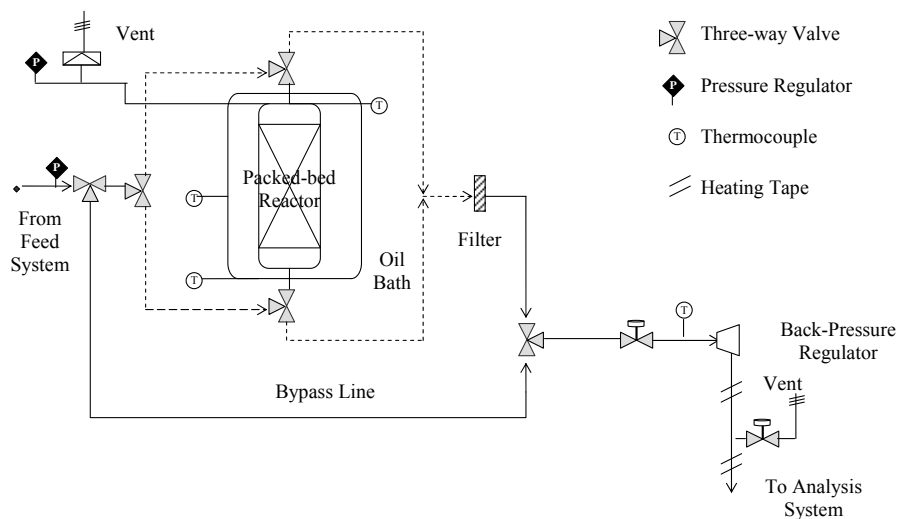 Vent
Three-way Valve
P
P
Pressure Regulator
T
T
Thermocouple
P
Packed-bed
Reactor
T
Heating Tape
From
Feed
System
Filter
Oil
Bath
T
T
Back-Pressure
Regulator
Bypass Line
Vent
To Analysis
System